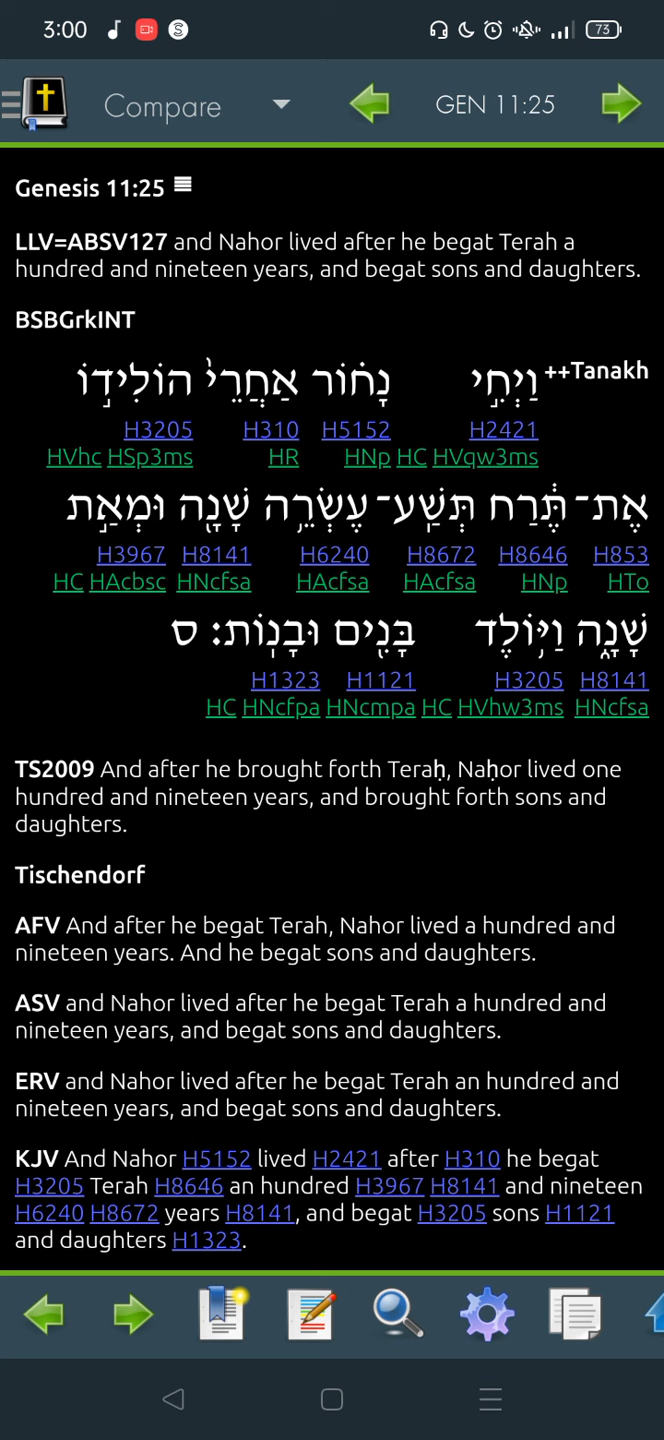 3:00
73
Compare
GEN 11:25
Genesis 11:25
LLV=ABSV127 and Nahor lived after he begat Terah a
hundred and nineteen years, and begat sons and daughters.
BSBGrkINT
++Tanakh וַיְחִ֣י נָח֗וֹר אַחֲרֵי֙ הוֹלִיד֣וֹ
H3205 H310 H5152 H2421
HVhc HSp3ms HR HNp HC HVqw3ms
אֶת־תֶּ֔רַח תְּשַֽׁע־עֶשְׂרֵ֥ה שָׁנָ֖ה וּמְאַ֣ת
H3967 H8141 H6240 H8672 H8646 H853
HC HAcbsc HNcfsa HAcfsa HAcfsa HNp HTo
שָׁנָ֑ה וַיּ֥וֹלֶד בָּנִ֖ים וּבָנֽוֹת׃ ס
H1323 H1121 H3205 H8141
HC HNcfpa HNcmpa HC HVhw3ms HNcfsa
TS2009 And after he brought forth Teraḥ, Naḥor lived one
hundred and nineteen years, and brought forth sons and
daughters.
Tischendorf
AFV And after he begat Terah, Nahor lived a hundred and
nineteen years. And he begat sons and daughters.
ASV and Nahor lived after he begat Terah a hundred and
nineteen years, and begat sons and daughters.
ERV and Nahor lived after he begat Terah an hundred and
nineteen years, and begat sons and daughters.
KJV And Nahor H5152 lived H2421 after H310 he begat
H3205 Terah H8646 an hundred H3967 H8141 and nineteen
H6240 H8672 years H8141, and begat H3205 sons H1121
and daughters H1323.